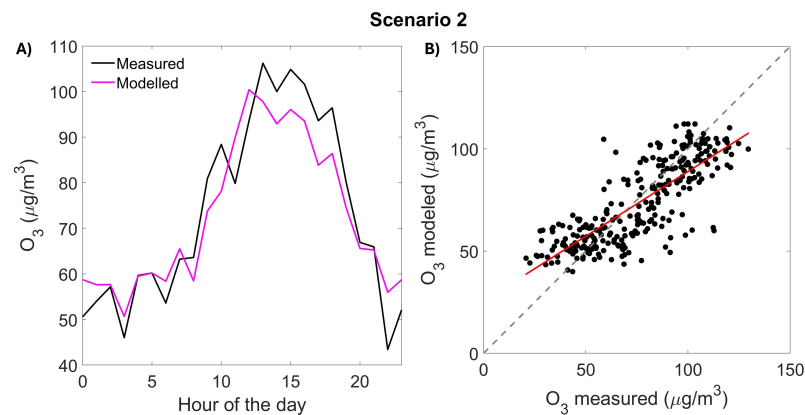 Scenario 2
A)
110
100
90
80
70
60
50
40
O3 (μg/m3)
Measured
Modelled
0 5 10 15 20
Hour of the day
B)
150
100
50
0
O3 modeled (μg/m3)
0 50 100 150
O3 measured (μg/m3)